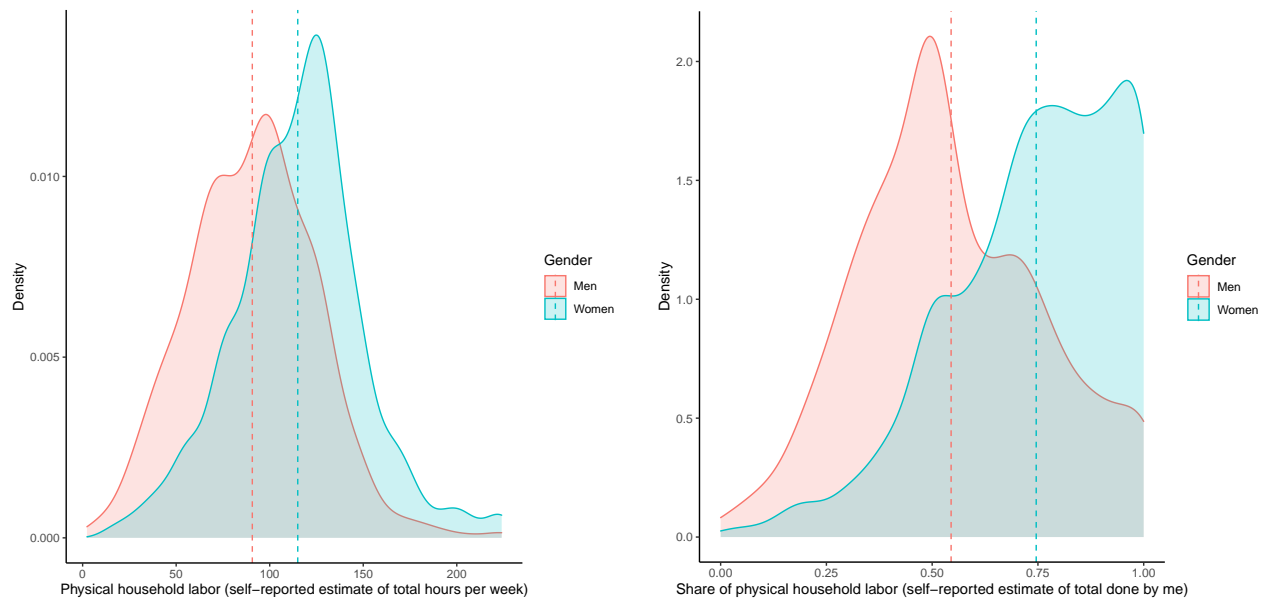 0.010
0.005
0.000
Density
0
50
100
150
200
Physical household labor (self−reported estimate of total hours per week)
Gender
Men
Women
2.0
1.5
1.0
0.5
0.0
Density
0.00
0.25
0.50
0.75
1.00
Share of physical household labor (self−reported estimate of total done by me)
Gender
Men
Women